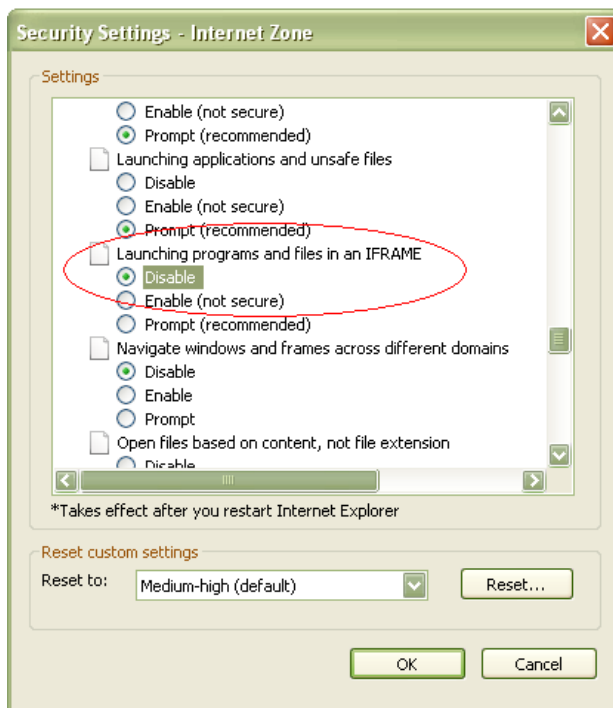 Security Settings - Internet Zone
Settings
Enable (not secure)
Prompt (recommended)
Launching applications and unsafe files
Disable
Enable (not secure)
Prompt (recommended)
Launching programs and files in an IFRAME
Disable
Enable (not secure)
Prompt (recommended)
Navigate windows and frames across different domains
Disable
Enable
Prompt
Open files based on content, not file extension
Disable
*Takes effect after you restart Internet Explorer
Reset custom settings
Reset to: Medium-high (default) Reset...
OK Cancel